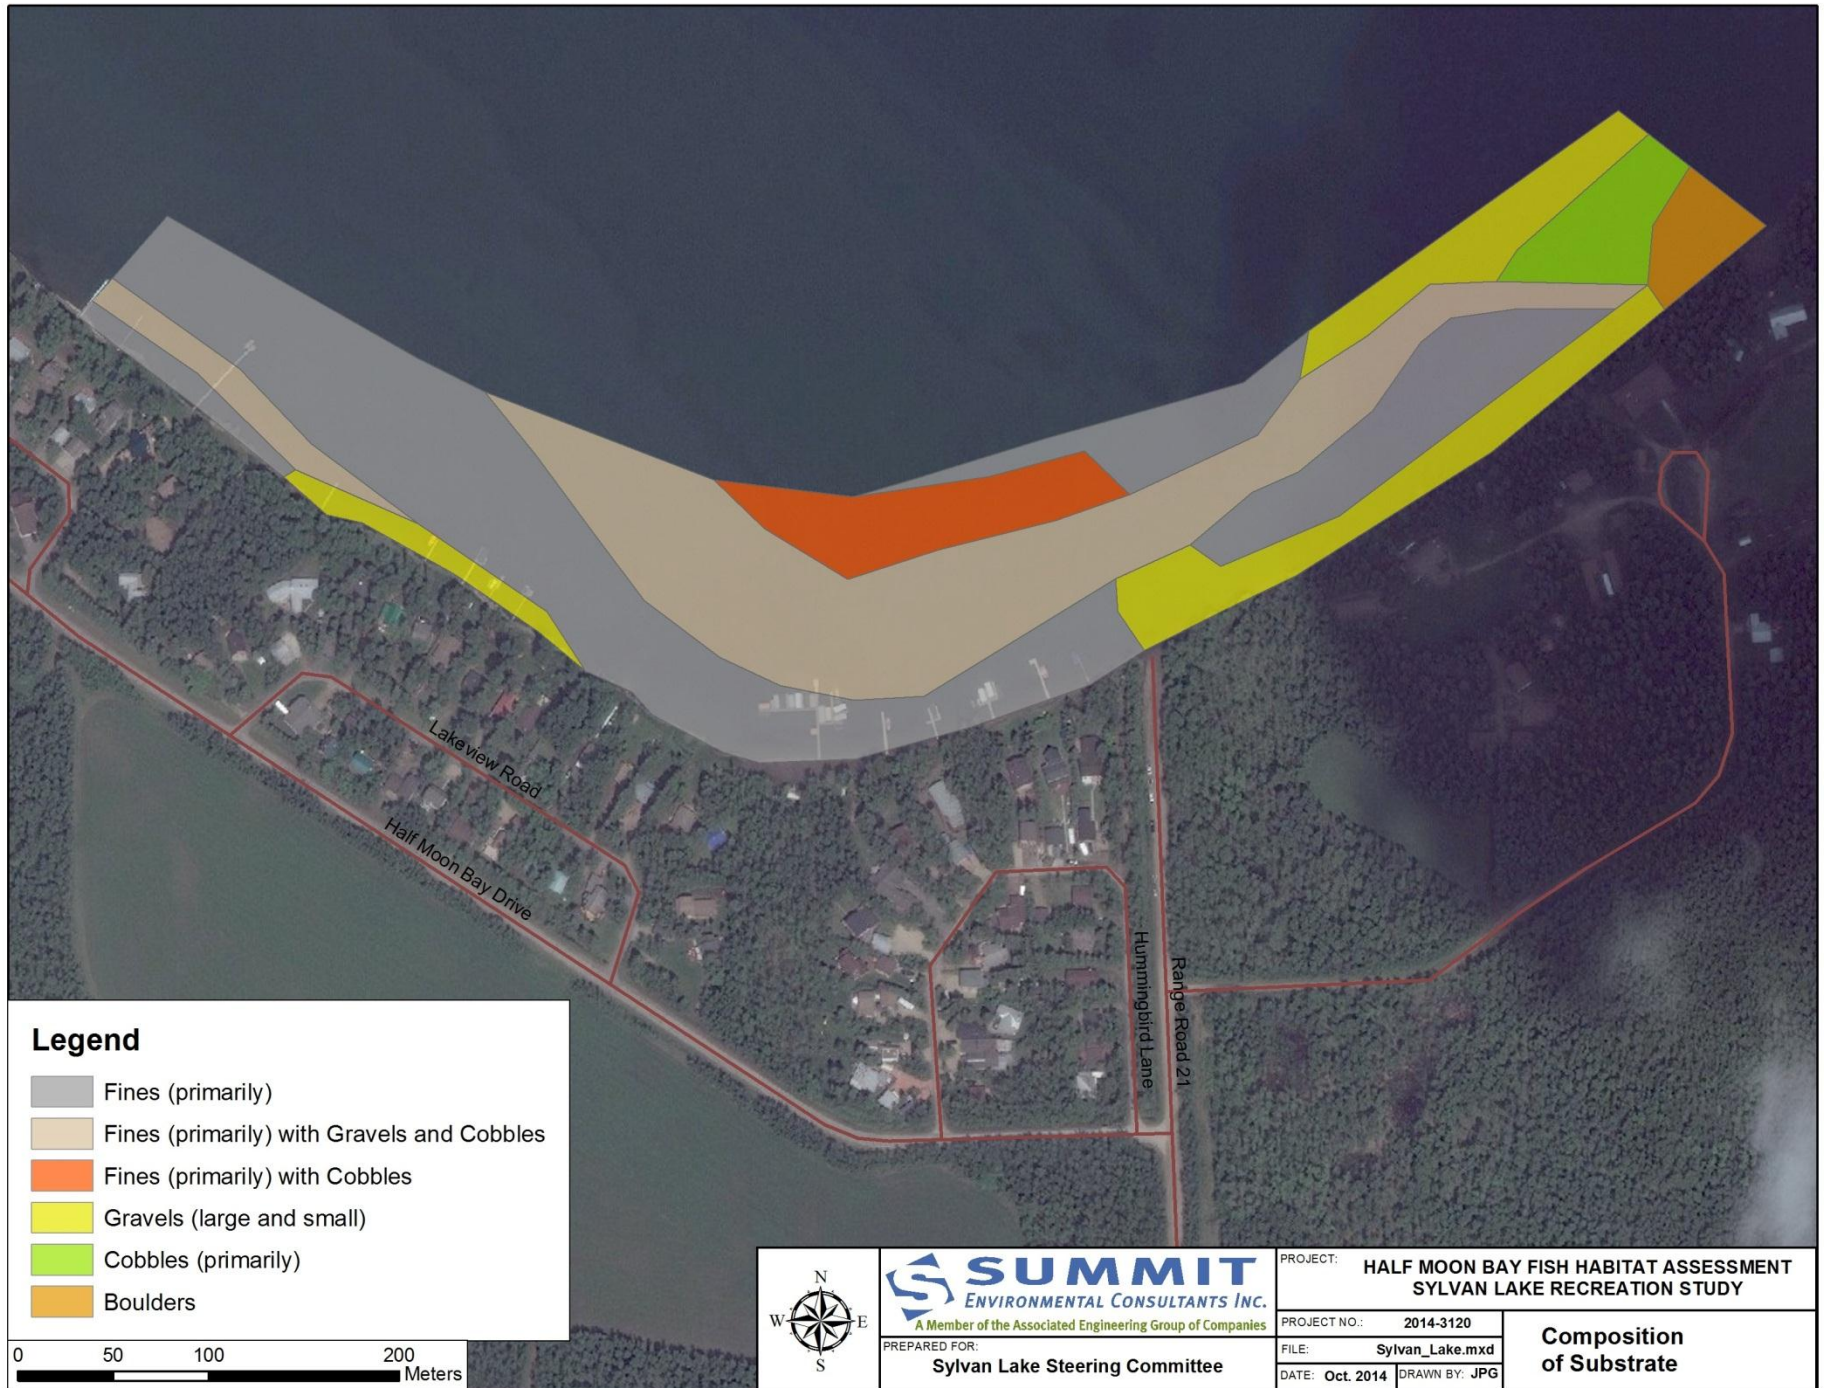 Lakeview Road
Half Moon Bay Drive
Hummingbird Lane
Range Road 21
Legend
Fines (primarily)
Fines (primarily) with Gravels and Cobbles
Fines (primarily) with Cobbles
Gravels (large and small)
Cobbles (primarily)
Boulders
0 50 100 200
Meters
N
W E
S
SUMMIT
ENVIRONMENTAL CONSULTANTS INC.
A Member of the Associated Engineering Group of Companies
PREPARED FOR:
Sylvan Lake Steering Committee
PROJECT: HALF MOON BAY FISH HABITAT ASSESSMENT
SYLVAN LAKE RECREATION STUDY
PROJECT NO.: 2014-3120
FILE: Sylvan_Lake.mxd
DATE: Oct. 2014 DRAWN BY: JPG
Composition
of Substrate